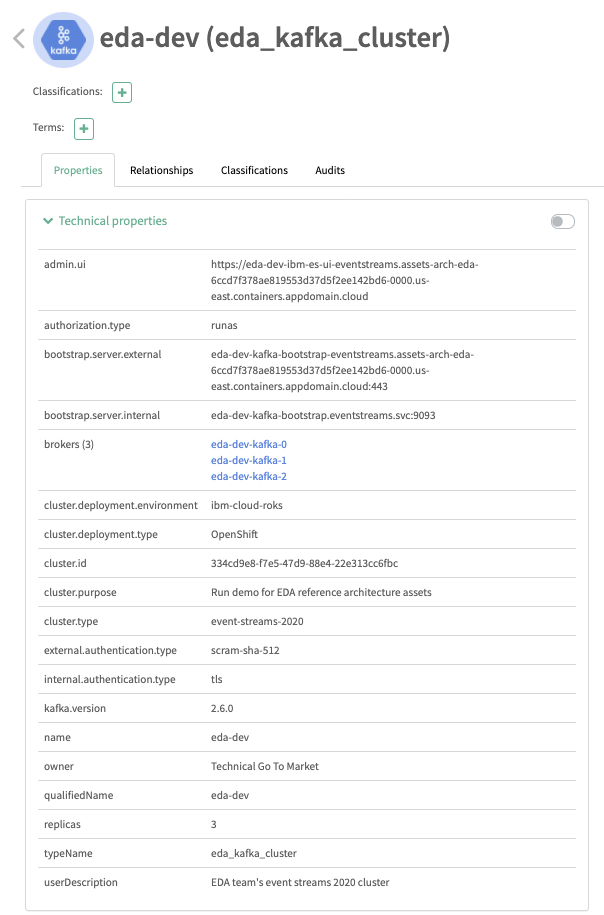 kafka
eda-dev (eda_kafka_cluster)
Classifications:
Terms:
Properties Relationships Classifications Audits
Technical properties
admin.ui https://eda-dev-ibm-es-ui-eventstreams.assets-arch-eda-
6ccd7f378ae819553d37d5f2ee142bd6-0000.us-
east.containers.appdomain.cloud
authorization.type runas
bootstrap.server.external eda-dev-kafka-bootstrap-eventstreams.assets-arch-eda-
6ccd7f378ae819553d37d5f2ee142bd6-0000.us-
east.containers.appdomain.cloud:443
bootstrap.server.internal eda-dev-kafka-bootstrap.eventstreams.svc:9093
brokers (3) eda-dev-kafka-0
eda-dev-kafka-1
eda-dev-kafka-2
cluster.deployment.environment ibm-cloud-roks
cluster.deployment.type OpenShift
cluster.id 334cd9e8-f7e5-47d9-88e4-22e313cc6fbc
cluster.purpose Run demo for EDA reference architecture assets
cluster.type event-streams-2020
external.authentication.type scram-sha-512
internal.authentication.type tls
kafka.version 2.6.0
name eda-dev
owner Technical Go To Market
qualifiedName eda-dev
replicas 3
typeName eda_kafka_cluster
userDescription EDA team's event streams 2020 cluster